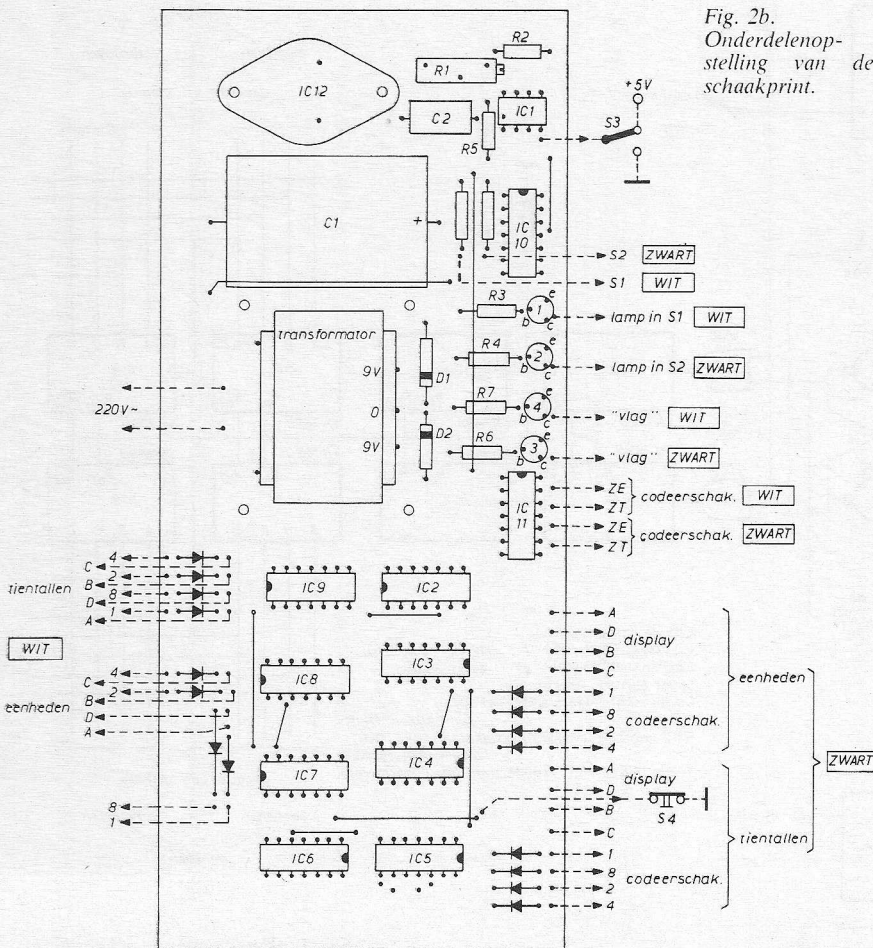 Fig. 2b.
Onderdelenop-
stelling van de
schaakprint.
R2
R1
IC12
C2
IC1
R5
S3
+5V
C1
+
IC
10
S2 ZWART
S1 WIT
R3
1
e
b
c
lamp in S1 WIT
transformator
R4
2
e
b
c
lamp in S2 ZWART
9V
D1
R7
4
e
b
c
"vlag" WIT
220V~
0
D2
R6
3
e
b
c
"vlag" ZWART
9V
IC
11
ZE
ZT
codeerschak. WIT
ZE
ZT
codeerschak. ZWART
tientallen
4
C
2
B
8
D
1
A
IC9
IC2
WIT
IC8
IC3
eenheden
4
C
2
B
D
A
8
1
IC7
IC4
IC6
IC5
A
D
B
C
display
1
8
2
4
codeerschak.
eenheden
ZWART
A
D
B
C
display
S4
1
8
2
4
codeerschak.
tientallen